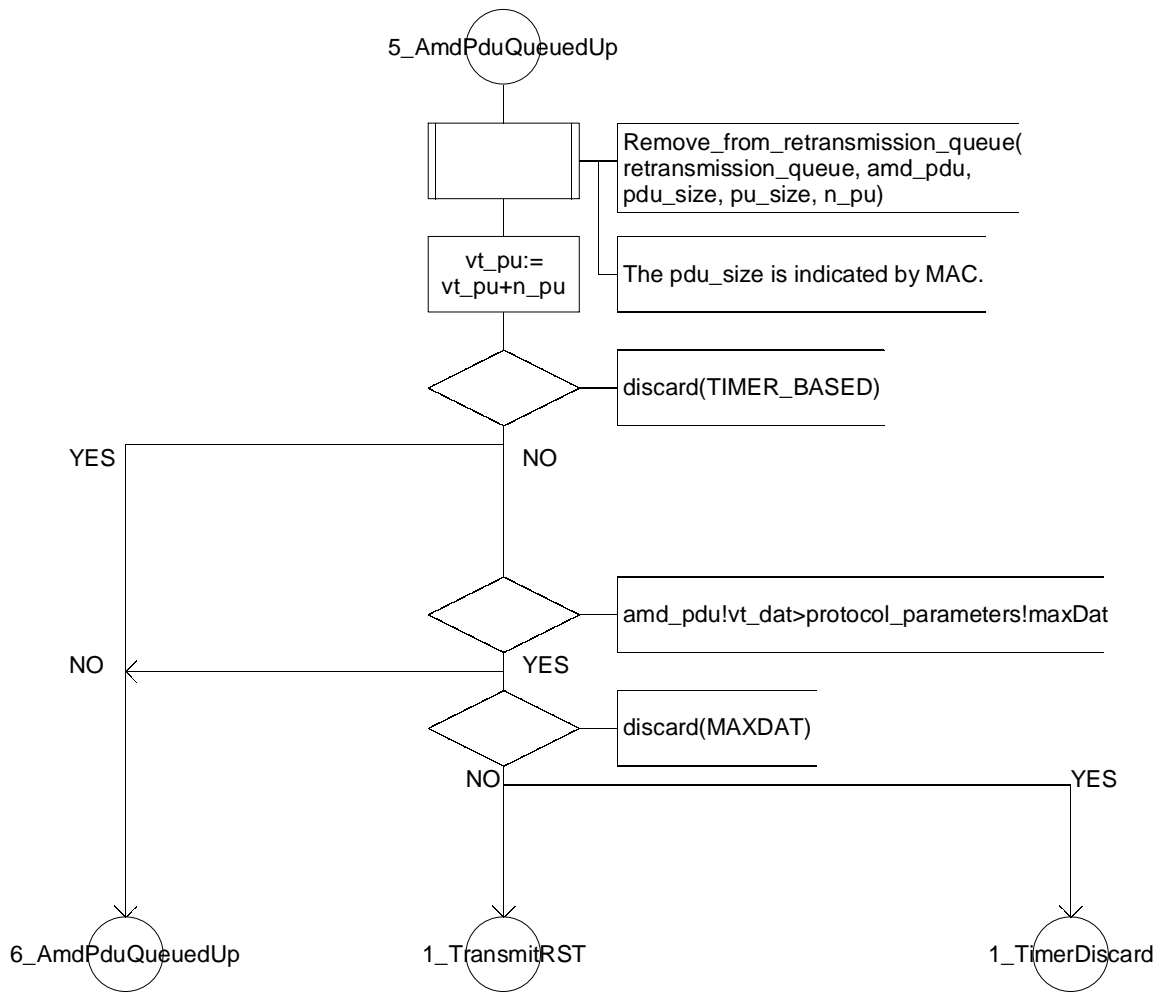 5_AmdPduQueuedUp
Remove_from_retransmission_queue(
retransmission_queue, amd_pdu,
pdu_size, pu_size, n_pu)
vt_pu:=
vt_pu+n_pu
The pdu_size is indicated by MAC.
discard(TIMER_BASED)
YES
NO
amd_pdu!vt_dat>protocol_parameters!maxDat
NO
YES
discard(MAXDAT)
NO
YES
6_AmdPduQueuedUp
1_TransmitRST
1_TimerDiscard